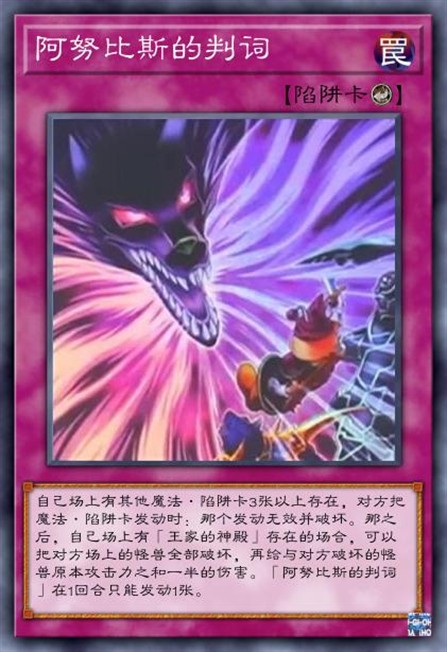 阿努比斯的判词
罠
【陷阱卡】
自己场上有其他魔法·陷阱卡3张以上存在，对方把
魔法·陷阱卡发动时：那个发动无效并破坏。那之
后，自己场上有「王家的神殿」存在的场合，可以
把对方场上的怪兽全部破坏，再给与对方破坏的怪
兽原本攻击力之和一半的伤害。「阿努比斯的判词
」在1回合只能发动1张。